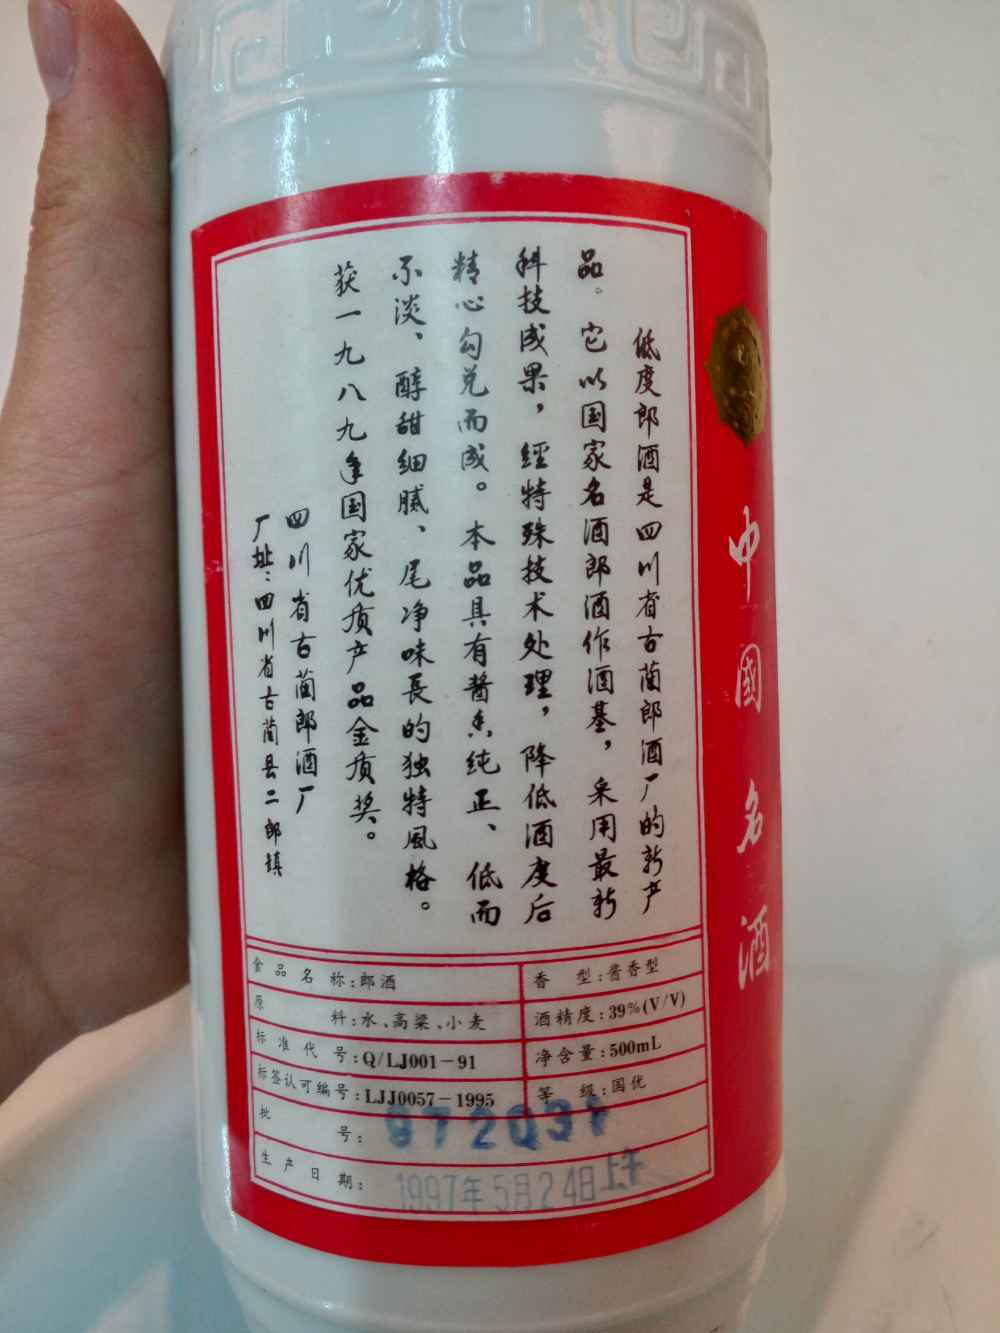 低度郎酒是四川省古蔺郎酒厂的新产
品。它以国家名酒郎酒作酒基，采用最新
科技成果，经特殊技术处理，降低酒度后
精心勾兑而成。本品具有酱香纯正、低而
不淡、醇甜细腻、尾净味長的独特風格。
获一九八九年国家优质产品金质奖。
四川省古蔺郎酒厂
厂址：四川省古蔺县二郎镇
食品名称：郎酒
香型：酱香型
原料：水、高粱、小麦
酒精度：39%(V/V)
标准代号：Q/LJ001－91
净含量：500mL
标签认可编号：LJJ0057－1995
等级：国优
批号：
生产日期：1997年5月24日上午
中國名酒